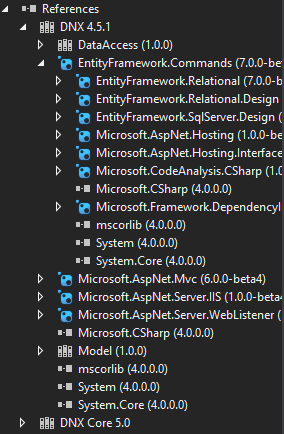 References
DNX 4.5.1
DataAccess (1.0.0)
EntityFramework.Commands (7.0.0-be
EntityFramework.Relational (7.0.0-b
EntityFramework.Relational.Design
EntityFramework.SqlServer.Design (
Microsoft.AspNet.Hosting (1.0.0-be
Microsoft.AspNet.Hosting.Interface
Microsoft.CodeAnalysis.CSharp (1
Microsoft.CSharp (4.0.0.0)
Microsoft.Framework.DependencyI
mscorlib (4.0.0.0)
System (4.0.0.0)
System.Core (4.0.0.0)
Microsoft.AspNet.Mvc (6.0.0-beta4)
Microsoft.AspNet.Server.IIS (1.0.0-bet
Microsoft.AspNet.Server.WebListener (
Microsoft.CSharp (4.0.0.0)
Model (1.0.0)
mscorlib (4.0.0.0)
System (4.0.0.0)
System.Core (4.0.0.0)
DNX Core 5.0